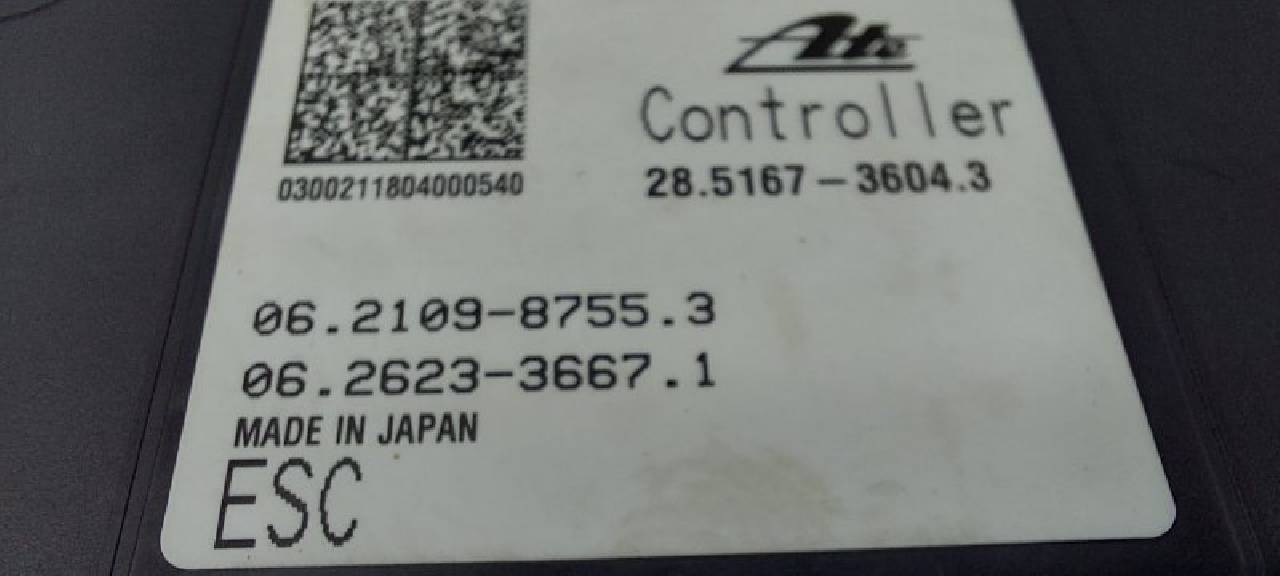 Ate
Controller
0300211804000540
28.5167-3604.3
06.2109-8755.3
06.2623-3667.1
MADE IN JAPAN
ESC